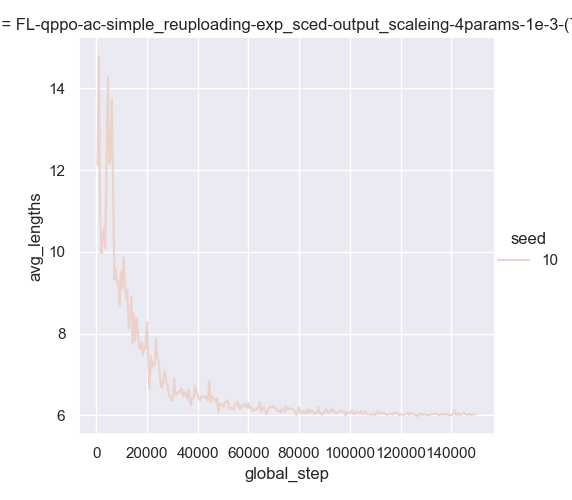 = FL-qppo-ac-simple_reuploading-exp_sced-output_scaleing-4params-1e-3-(
14
12
10
8
6
avg_lengths
0 20000 40000 60000 80000 100000 120000 140000
global_step
seed
10